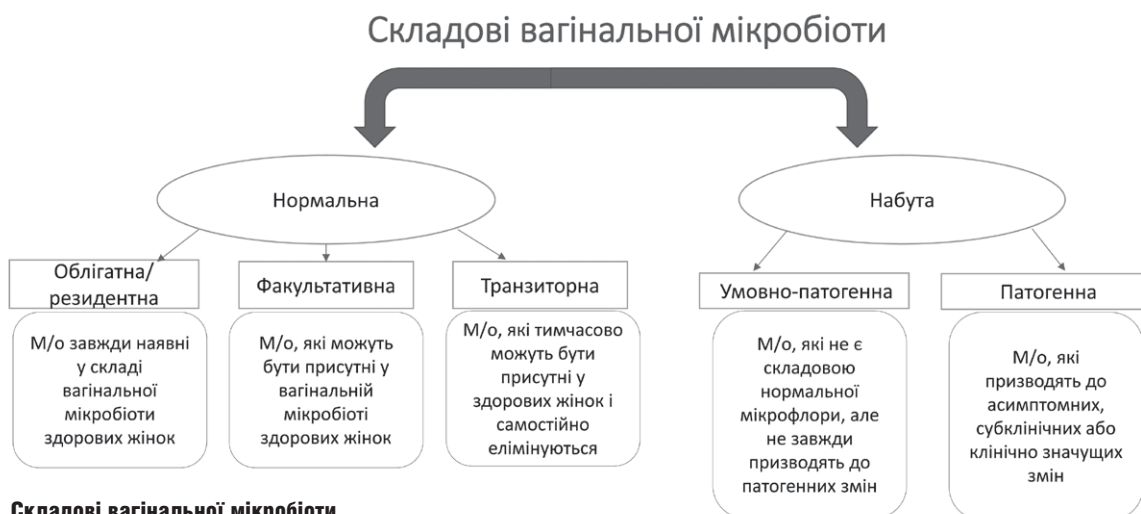 Складові вагінальної мікробіоти
Нормальна
Набута
Облігатна/
резидентна
Факультативна
Транзиторна
Умовно-патогенна
Патогенна
М/о завжди наявні
у складі
вагінальної
мікробіоти
здорових жінок
М/о, які можуть
бути присутні у
вагінальній
мікробіоті
здорових жінок
М/о, які тимчасово
можуть бути
присутні у
здорових жінок і
самостійно
елімінуються
М/о, які не є
складовою
нормальної
мікрофлори, але
не завжди
призводять до
патогенних змін
М/о, які
призводять до
асимптомних,
субклінічних або
клінічно значущих
змін
Складові вагінальної мікробіоти